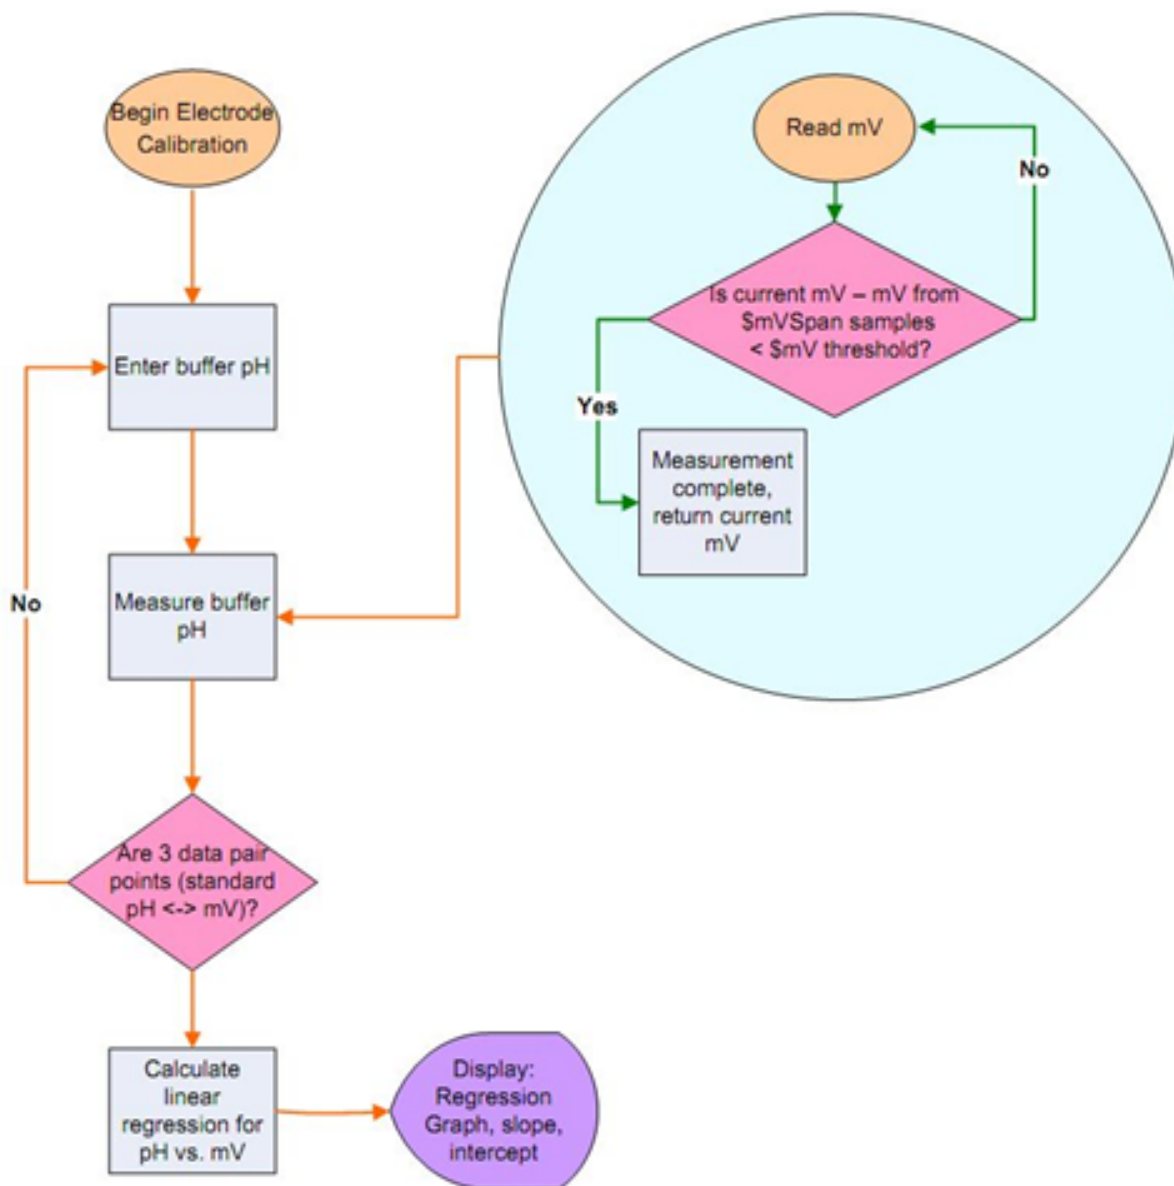 Begin Electrode
Calibration
Enter buffer pH
Measure buffer
pH
No
Are 3 data pair
points (standard
pH <-> mV)?
Calculate
linear
regression for
pH vs. mV
Display:
Regression
Graph, slope,
intercept
Read mV
No
Is current mV – mV from
$mVSpan samples
< $mV threshold?
Yes
Measurement
complete,
return current
mV